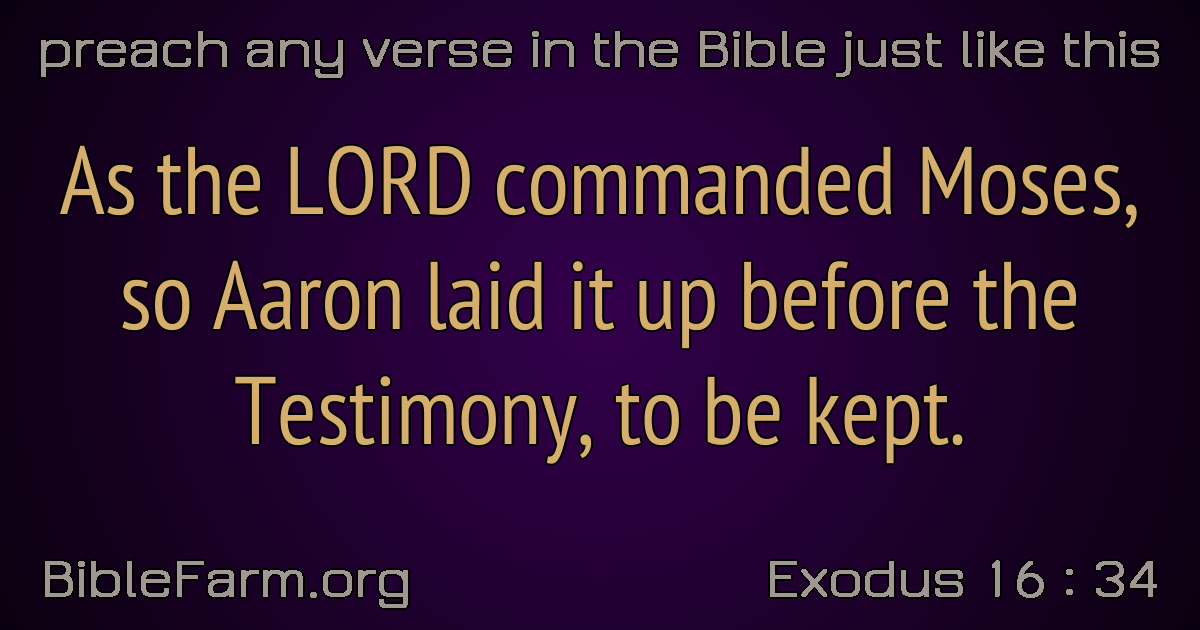 preach any verse in the Bible just like this
As the LORD commanded Moses,
so Aaron laid it up before the
Testimony, to be kept.
BibleFarm.org
Exodus 16 : 34